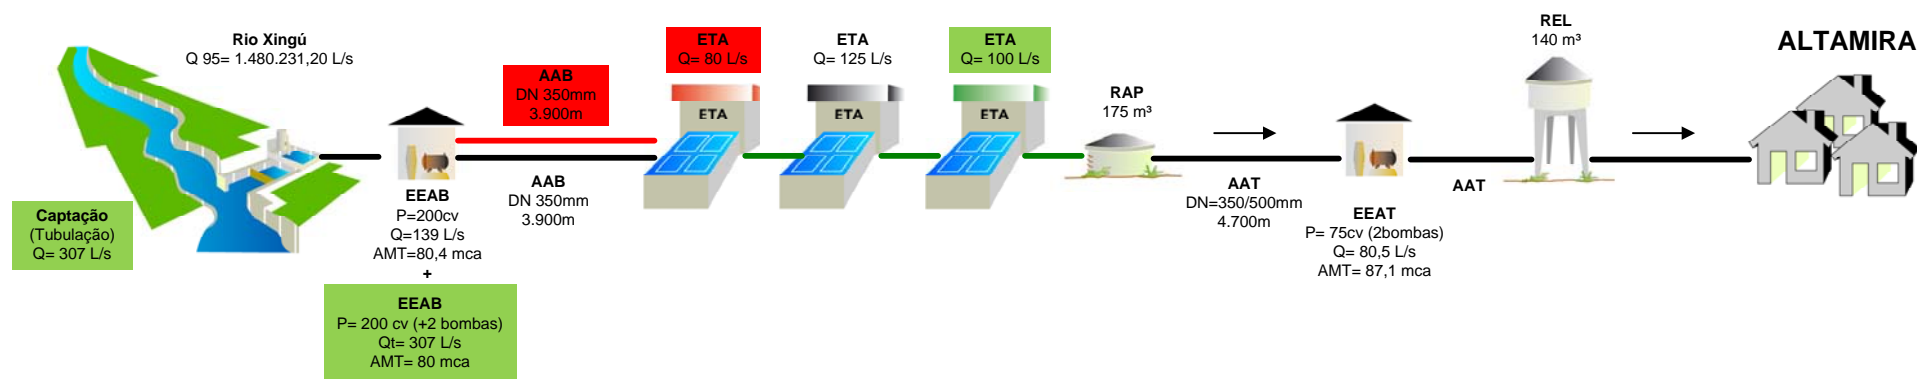 Rio Xingú
Q 95= 1.480.231,20 L/s
Captação
(Tubulação)
Q= 307 L/s
EEAB
P=200cv
Q=139 L/s
AMT=80,4 mca
+
EEAB
P= 200 cv (+2 bombas)
Qt= 307 L/s
AMT= 80 mca
AAB
DN 350mm
3.900m
AAB
DN 350mm
3.900m
ETA
Q= 80 L/s
ETA
ETA
Q= 125 L/s
ETA
ETA
Q= 100 L/s
ETA
RAP
175 m³
AAT
DN=350/500mm
4.700m
EEAT
P= 75cv (2bombas)
Q= 80,5 L/s
AMT= 87,1 mca
AAT
REL
140 m³
ALTAMIRA